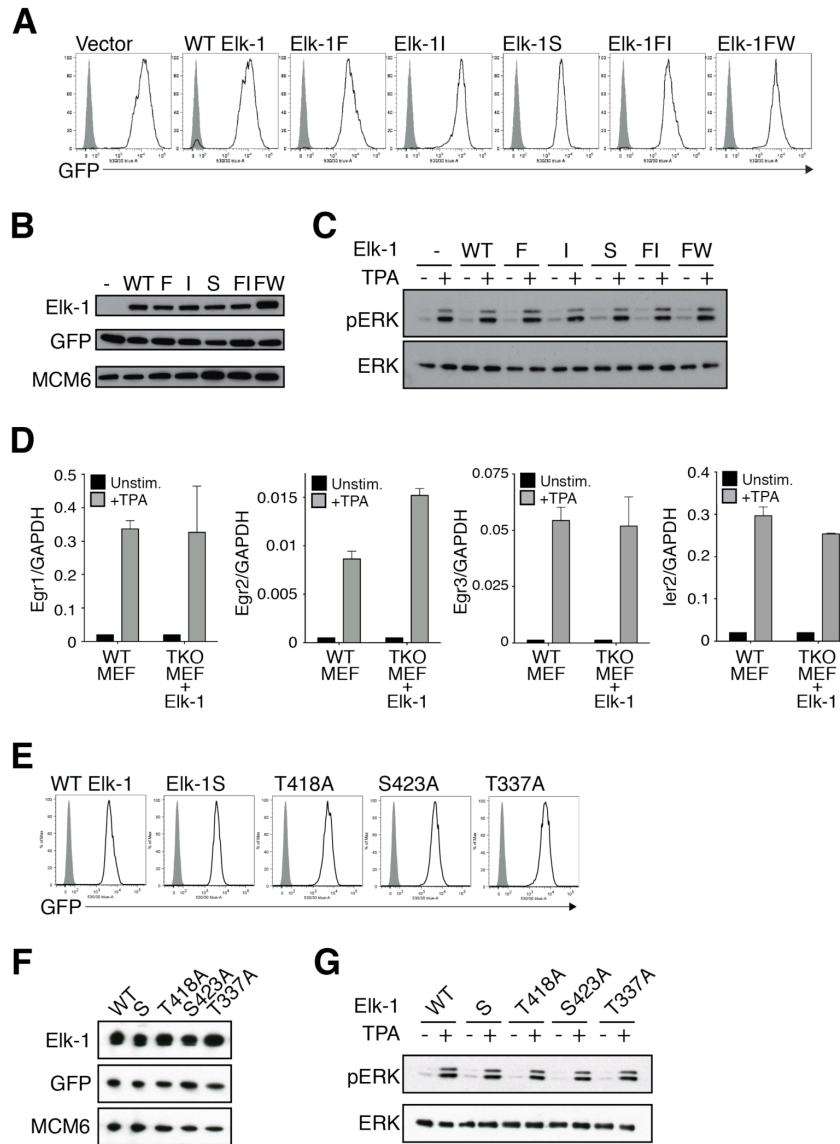 A
Vector WT Elk-1 Elk-1F Elk-1I Elk-1S Elk-1FI Elk-1FW
GFP
B
- WT F I S FI FW
Elk-1
GFP
MCM6
C
Elk-1 - WT F I S FI FW
TPA - + - + - + - + - + - + - +
pERK
ERK
D
Egr1/GAPDH
0.5
0.4
0.3
0.2
0.1
0
Unstim.
+TPA
WT MEF
TKO MEF + Elk-1
Egr2/GAPDH
0.015
0.01
0.005
0
Unstim.
+TPA
WT MEF
TKO MEF + Elk-1
Egr3/GAPDH
0.075
0.05
0.025
0
Unstim.
+TPA
WT MEF
TKO MEF + Elk-1
Ier2/GAPDH
0.4
0.3
0.2
0.1
0
Unstim.
+TPA
WT MEF
TKO MEF + Elk-1
E
WT Elk-1 Elk-1S T418A S423A T337A
GFP
F
WT S T418A S423A T337A
Elk-1
GFP
MCM6
G
Elk-1 WT S T418A S423A T337A
TPA - + - + - + - + - +
pERK
ERK